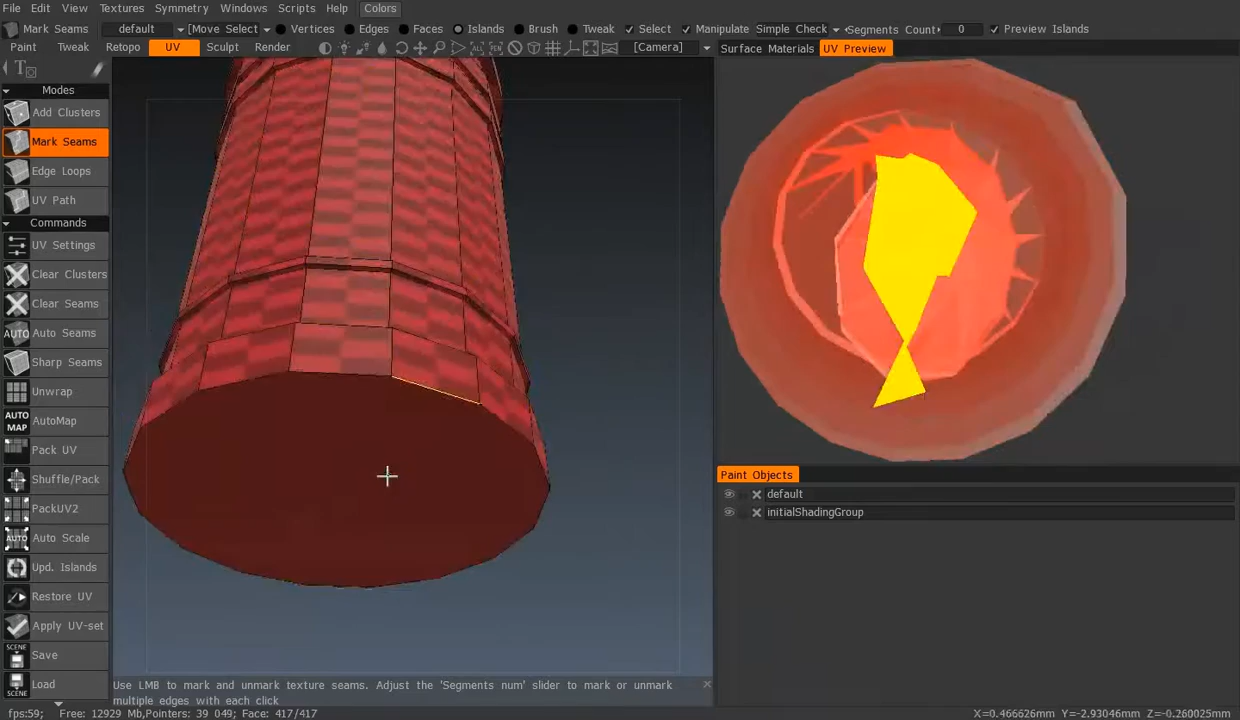 File Edit View Textures Symmetry Windows Scripts Help Colors
Mark Seams default [Move Select] Vertices Edges Faces Islands Brush Tweak Select Manipulate Simple Check Segments Count 0 Preview Islands
Paint Tweak Retopo UV Sculpt Render [Camera] Surface Materials UV Preview
Modes
Add Clusters
Mark Seams
Edge Loops
UV Path
Commands
UV Settings
Clear Clusters
Clear Seams
AUTO Auto Seams
Sharp Seams
Unwrap
AUTO MAP AutoMap
Pack UV
Shuffle/Pack
PackUV2
AUTO Auto Scale
Upd. Islands
Restore UV
Apply UV-set
SCENE Save
SCENE Load
Paint Objects
default
initialShadingGroup
Use LMB to mark and unmark texture seams. Adjust the 'Segments num' slider to mark or unmark
multiple edges with each click
fps:59; Free: 12929 Mb,Pointers: 39 049; Face: 417/417 X=0.466626mm Y=-2.93046mm Z=-0.260025mm